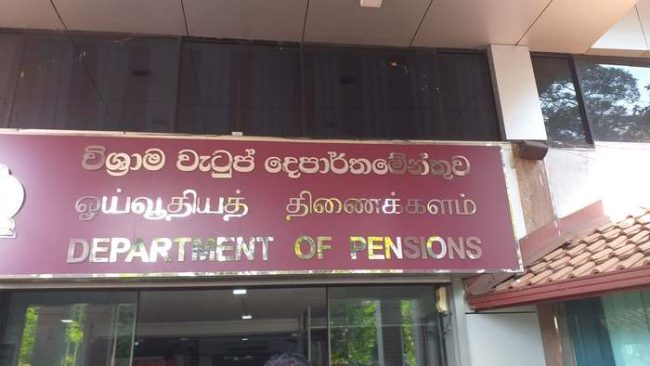 විශ්‍රාම වැටුප් දෙපාර්තමේන්තුව
ஓய்வூதியத் திணைக்களம்
DEPARTMENT OF PENSIONS